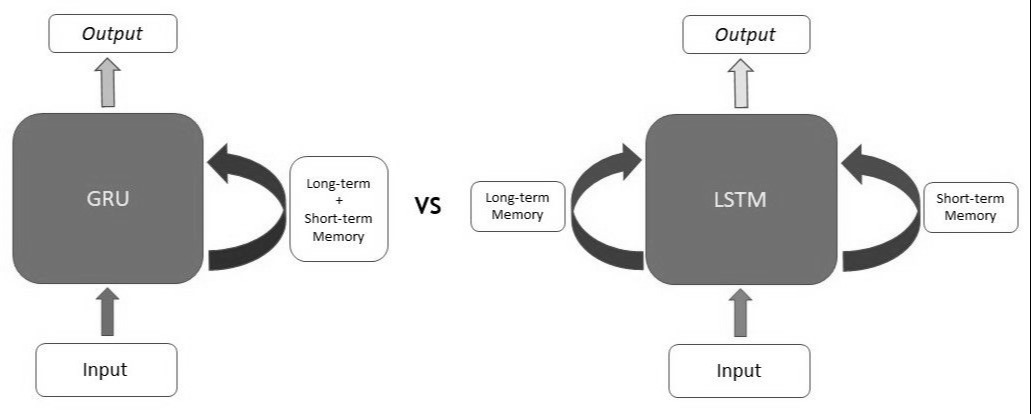 Output
GRU
Long-term
+
Short-term
Memory
Input
VS
Output
Long-term
Memory
LSTM
Short-term
Memory
Input